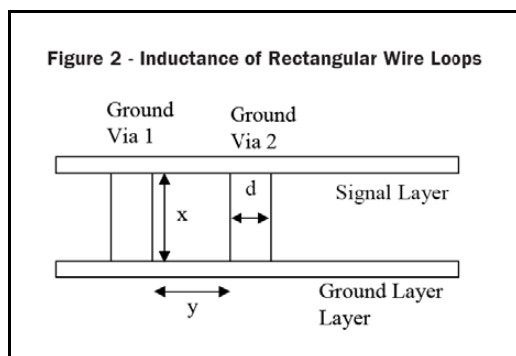 Figure 2 - Inductance of Rectangular Wire Loops
Ground
Via 1
Ground
Via 2
d
Signal Layer
x
y
Ground Layer
Layer